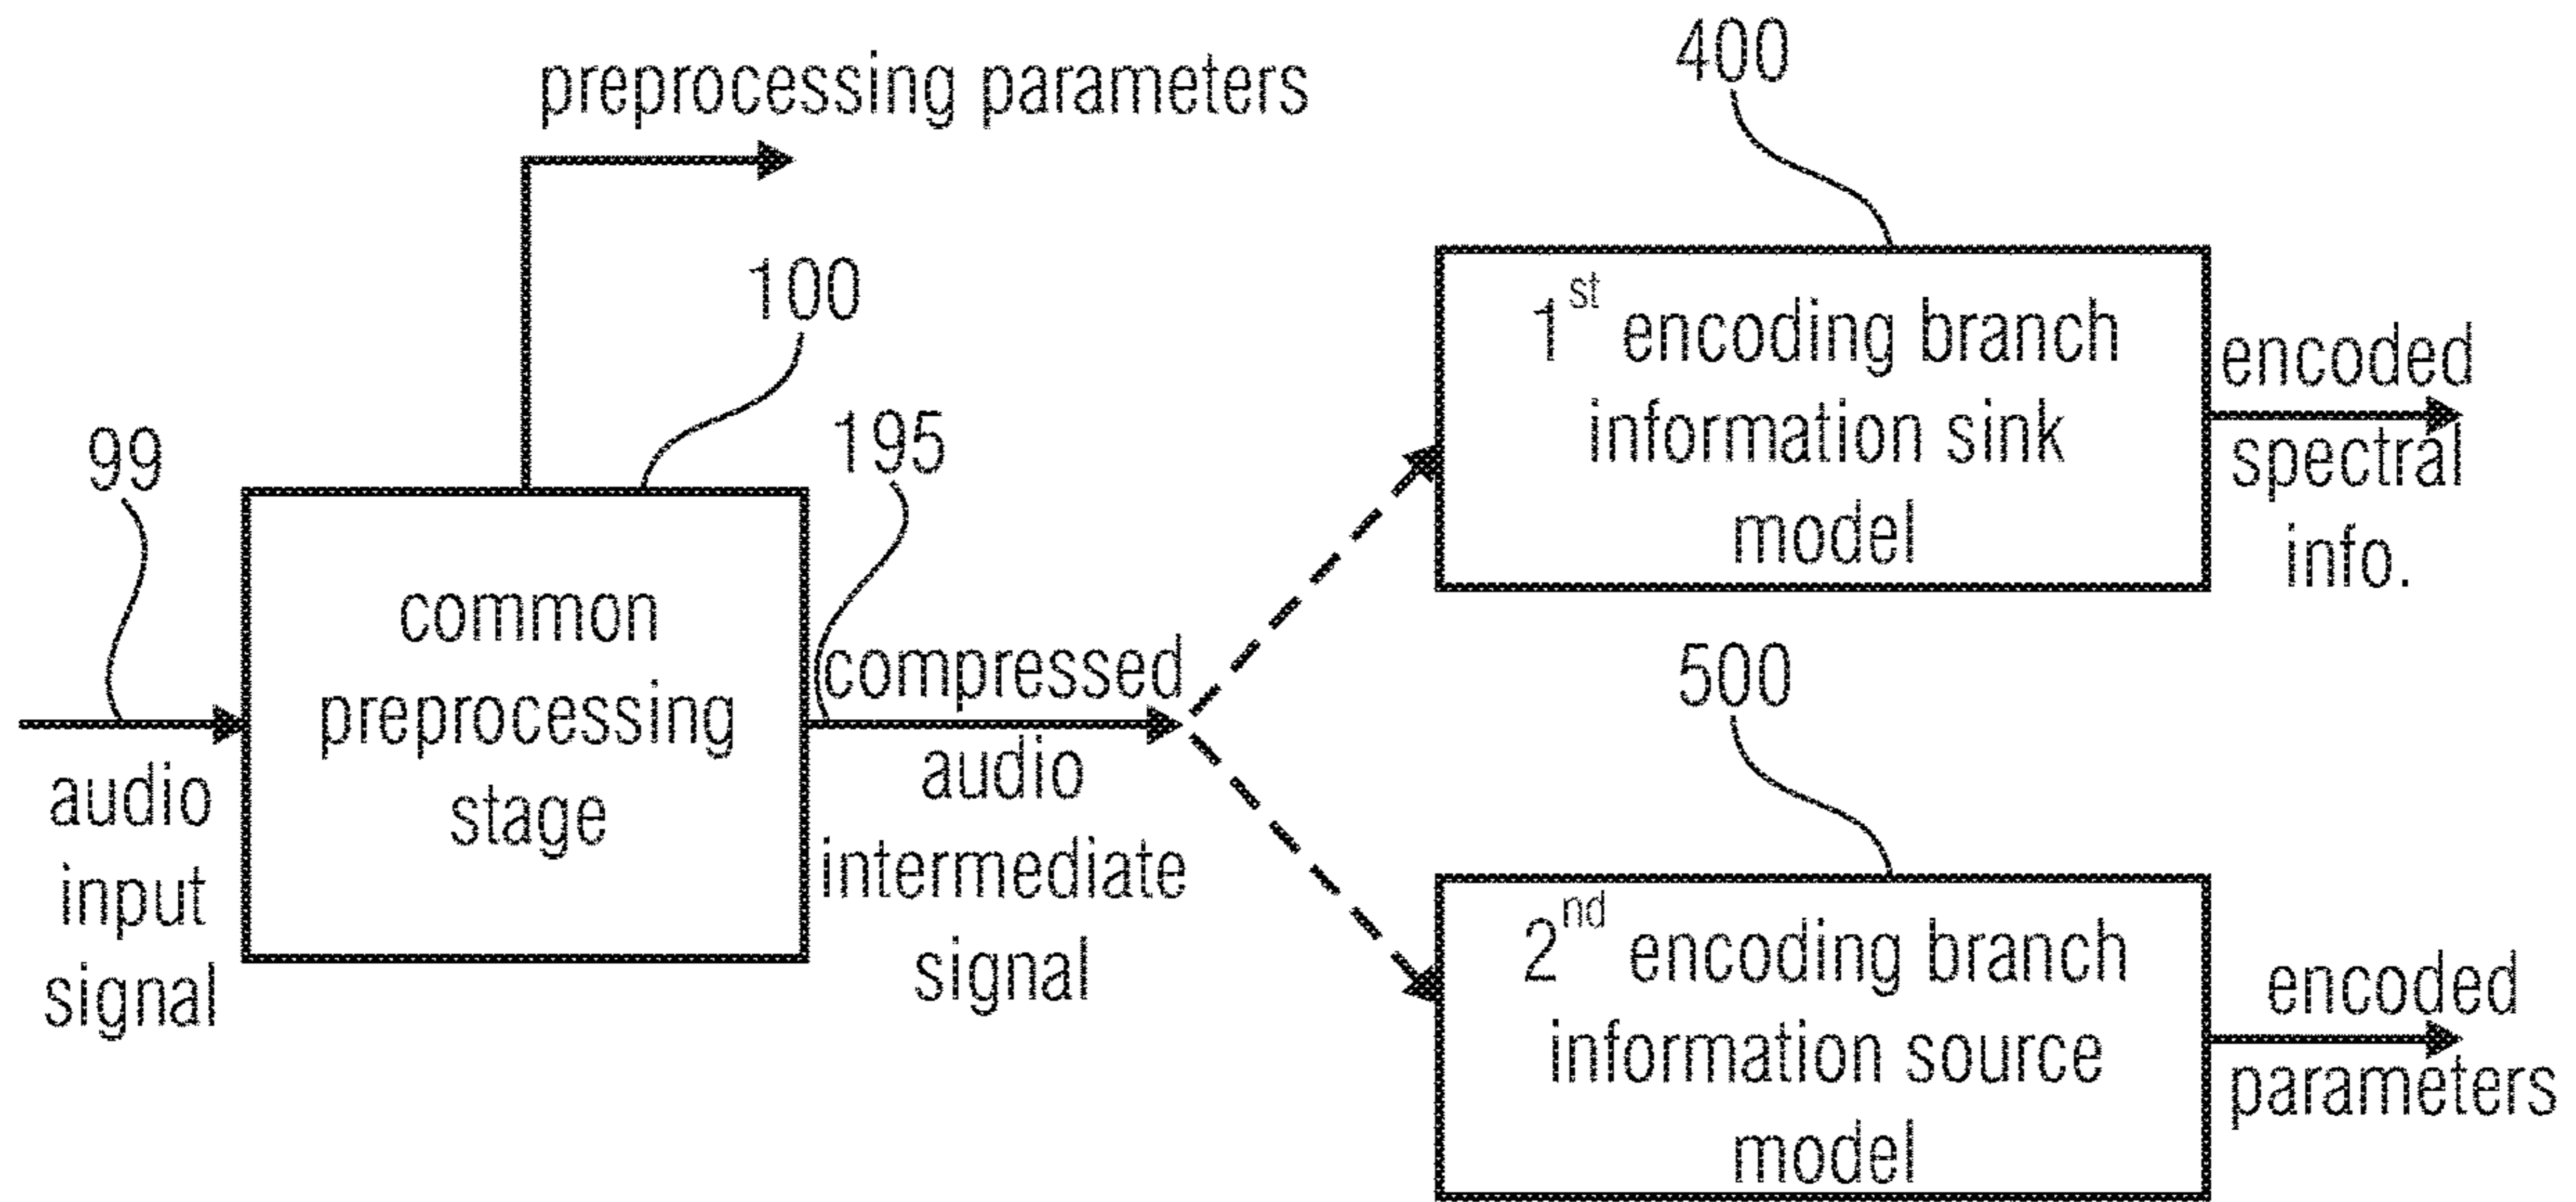 preprocessing parameters
400
100
1st encoding branch
information sink
model
encoded
spectral
info.
99
195
common
preprocessing
stage
audio
input
signal
compressed
audio
intermediate
signal
500
2nd encoding branch
information source
model
encoded
parameters